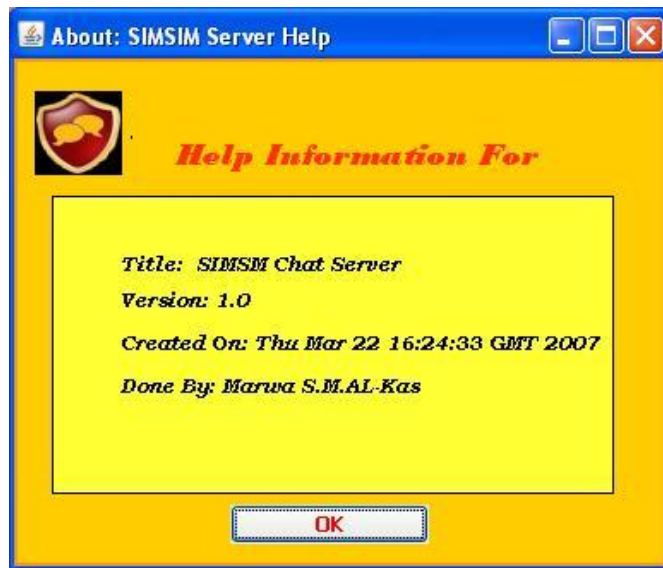 About: SIMSIM Server Help
Help Information For
Title: SIMSM Chat Server
Version: 1.0
Created On: Thu Mar 22 16:24:33 GMT 2007
Done By: Marwa S.M.AL-Kas
OK